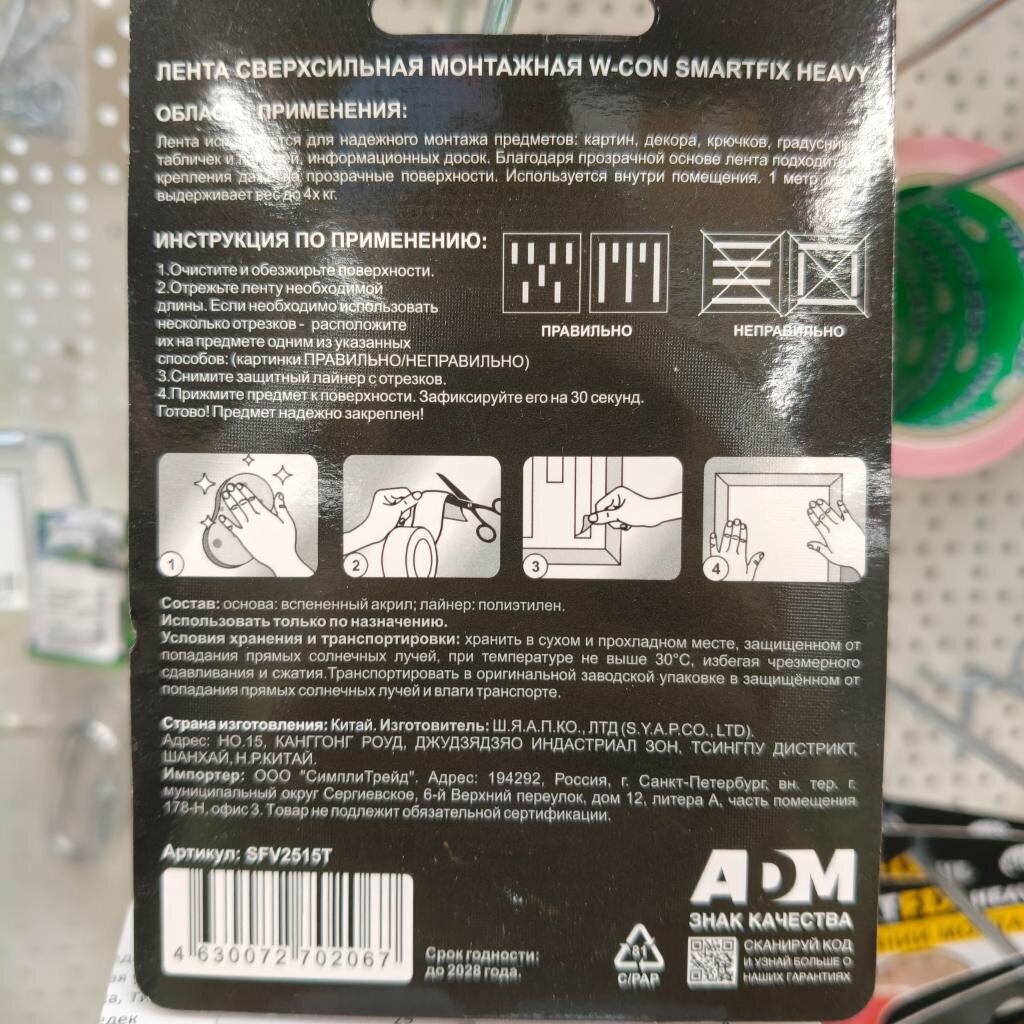 ЛЕНТА СВЕРХСИЛЬНАЯ МОНТАЖНАЯ W-CON SMARTFIX HEAVY
ПРИМЕНЕНИЯ:
Лента для надежного монтажа предметов: картин, декора, крючков,
табличек и информационных досок. Благодаря прозрачной основе лента
крепления прозрачные поверхности. Используется внутри помещения. 1 метр
выдерживает вес до 4х кг.
ИНСТРУКЦИЯ ПО ПРИМЕНЕНИЮ:
1.Очистите и обезжирьте поверхности.
2.Отрежьте ленту необходимой
длины. Если необходимо использовать
несколько отрезков - расположите
их на предмете одним из указанных
способов: (картинки ПРАВИЛЬНО/НЕПРАВИЛЬНО)
3.Снимите защитный лайнер с отрезков.
4.Прижмите предмет к поверхности. Зафиксируйте его на 30 секунд.
Готово! Предмет надежно закреплен!
ПРАВИЛЬНО
НЕПРАВИЛЬНО
1
2
3
4
Состав: основа: вспененный акрил; лайнер: полиэтилен.
Использовать только по назначению.
Условия хранения и транспортировки: хранить в сухом и прохладном месте, защищенном от
попадания прямых солнечных лучей, при температуре не выше 30°С, избегая чрезмерного
сдавливания и сжатия.Транспортировать в оригинальной заводской упаковке в защищённом от
попадания прямых солнечных лучей и влаги транспорте.
Страна изготовления: Китай. Изготовитель: Ш.Я.А.П.КО., ЛТД (S.Y.A.P.CO., LTD).
Адрес: НО.15, КАНГГОНГ РОУД, ДЖУДЗЯДЗЯО ИНДАСТРИАЛ ЗОН, ТСИНГПУ ДИСТРИКТ,
ШАНХАЙ, Н.Р.КИТАЙ.
Импортер: ООО "СимплиТрейд". Адрес: 194292, Россия, г. Санкт-Петербург, вн. тер. г.
муниципальный округ Сергиевское, 6-й Верхний переулок, дом 12, литера А, часть помещения
178-Н, офис 3. Товар не подлежит обязательной сертификации.
Артикул: SFV2515T
4 630072 702067
Срок годности:
до 2028 года.
81
C/PAP
ADM
ЗНАК КАЧЕСТВА
СКАНИРУЙ КОД
И УЗНАЙ БОЛЬШЕ О
НАШИХ ГАРАНТИЯХ